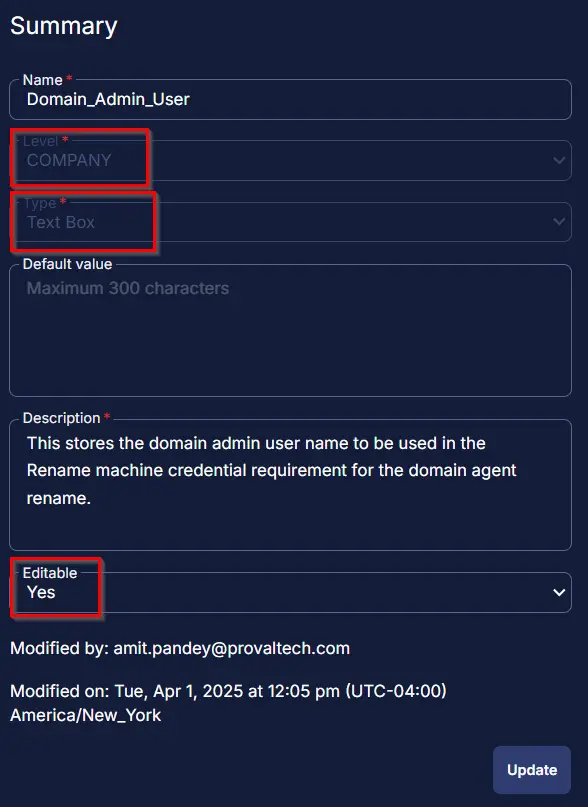 Summary
Name *
Domain_Admin_User
Level *
COMPANY
Type *
Text Box
Default value
Maximum 300 characters
Description *
This stores the domain admin user name to be used in the
Rename machine credential requirement for the domain agent
rename.
Editable
Yes
Modified by: amit.pandey@provaltech.com
Modified on: Tue, Apr 1, 2025 at 12:05 pm (UTC-04:00)
America/New_York
Update